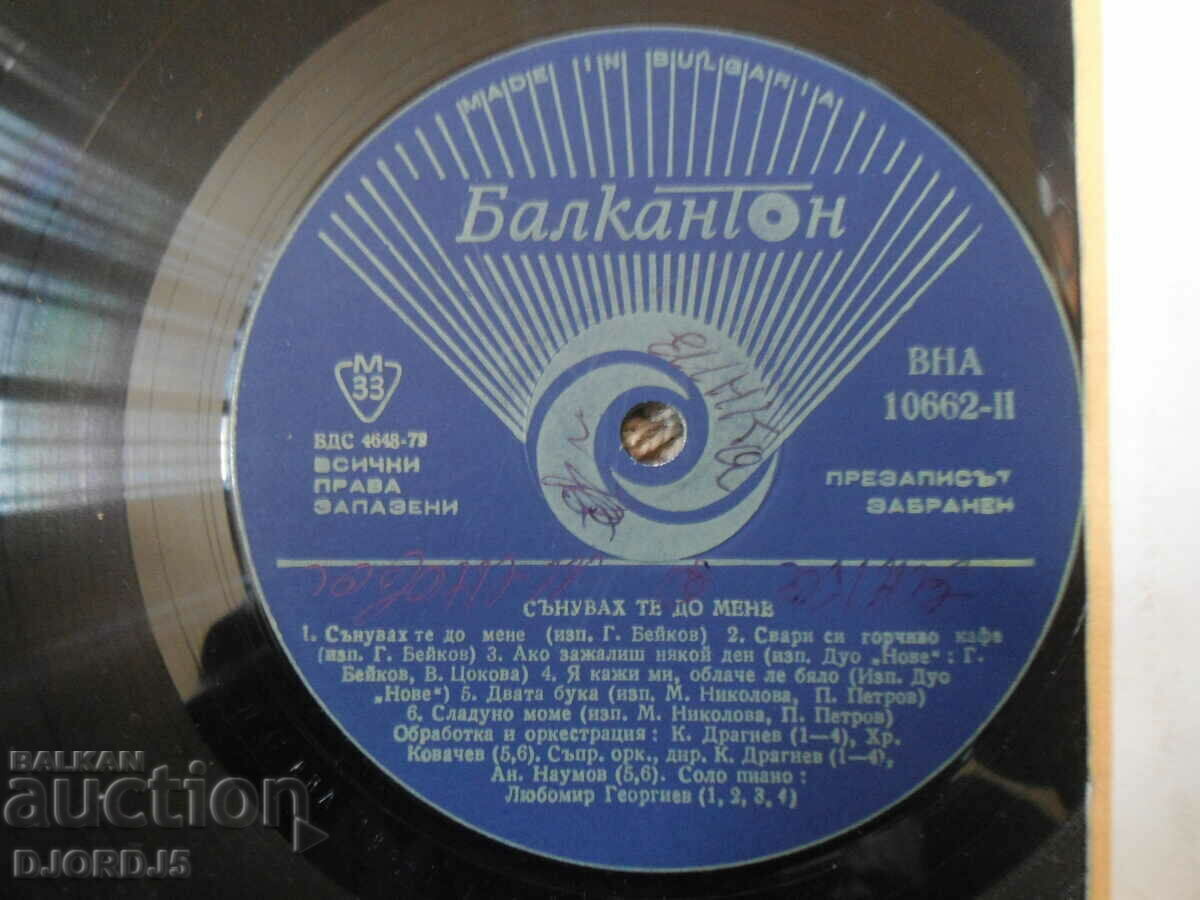 MADE IN BULGARIA
Балкантон
М
33
БДС 4648-79
ВСИЧКИ
ПРАВА
ЗАПАЗЕНИ
ВНА
10662-II
ПРЕЗАПИСЪТ
ЗАБРАНЕН
СЪНУВАХ ТЕ ДО МЕНЕ
1. Сънувах те до мене (изп. Г. Бейков) 2. Свари си горчиво кафе
(изп. Г. Бейков) 3. Ако зажалиш някой ден (изп. Дуо „Нове“: Г.
Бейков, В. Цокова) 4. Я кажи ми, облаче ле бяло (Изп. Дуо
„Нове“) 5. Двата бука (изп. М. Николова, П. Петров)
6. Сладуно моме (изп. М. Николова, П. Петров)
Обработка и оркестрация: К. Драгнев (1—4), Хр.
Ковачев (5,6). Съпр. орк., дир. К. Драгнев (1—4),
Ан. Наумов (5,6). Соло пиано:
Любомир Георгиев (1, 2, 3, 4)
BALKAN
auction
DJORDJ5